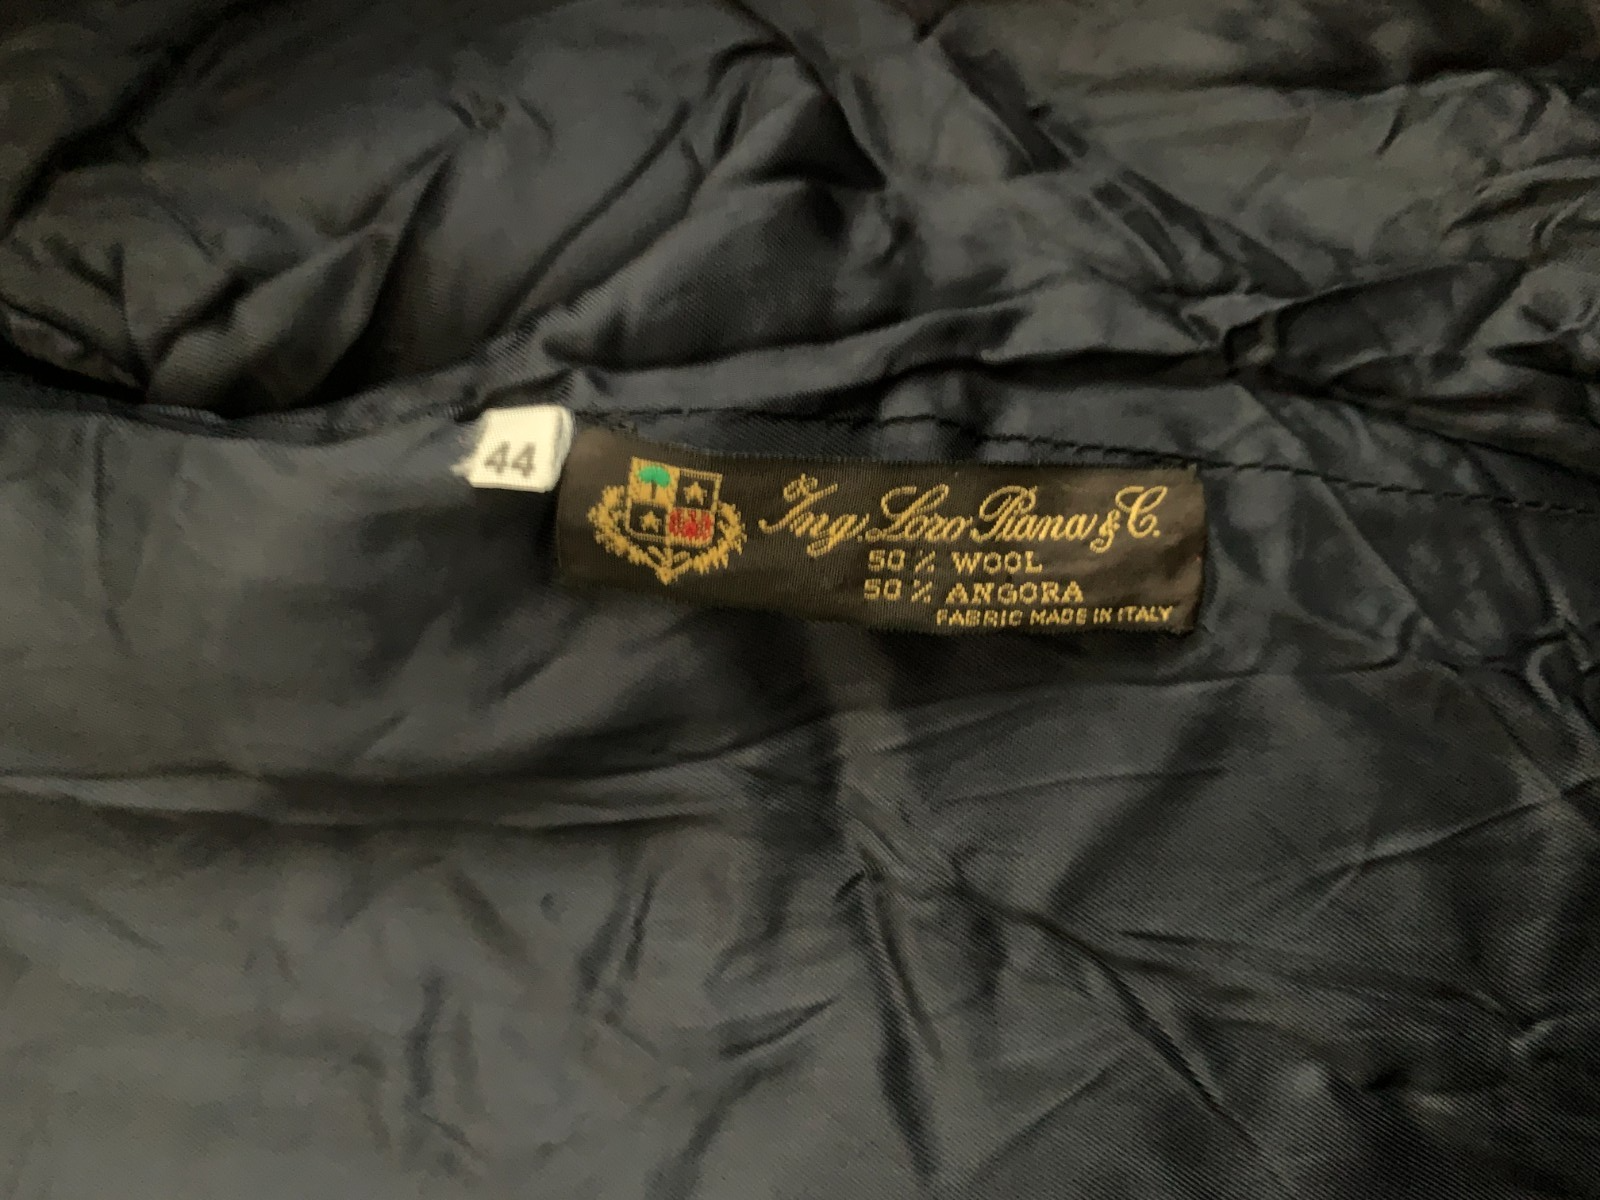 44
Ing. Loro Piana & C.
50 % WOOL
50 % ANGORA
FABRIC MADE IN ITALY